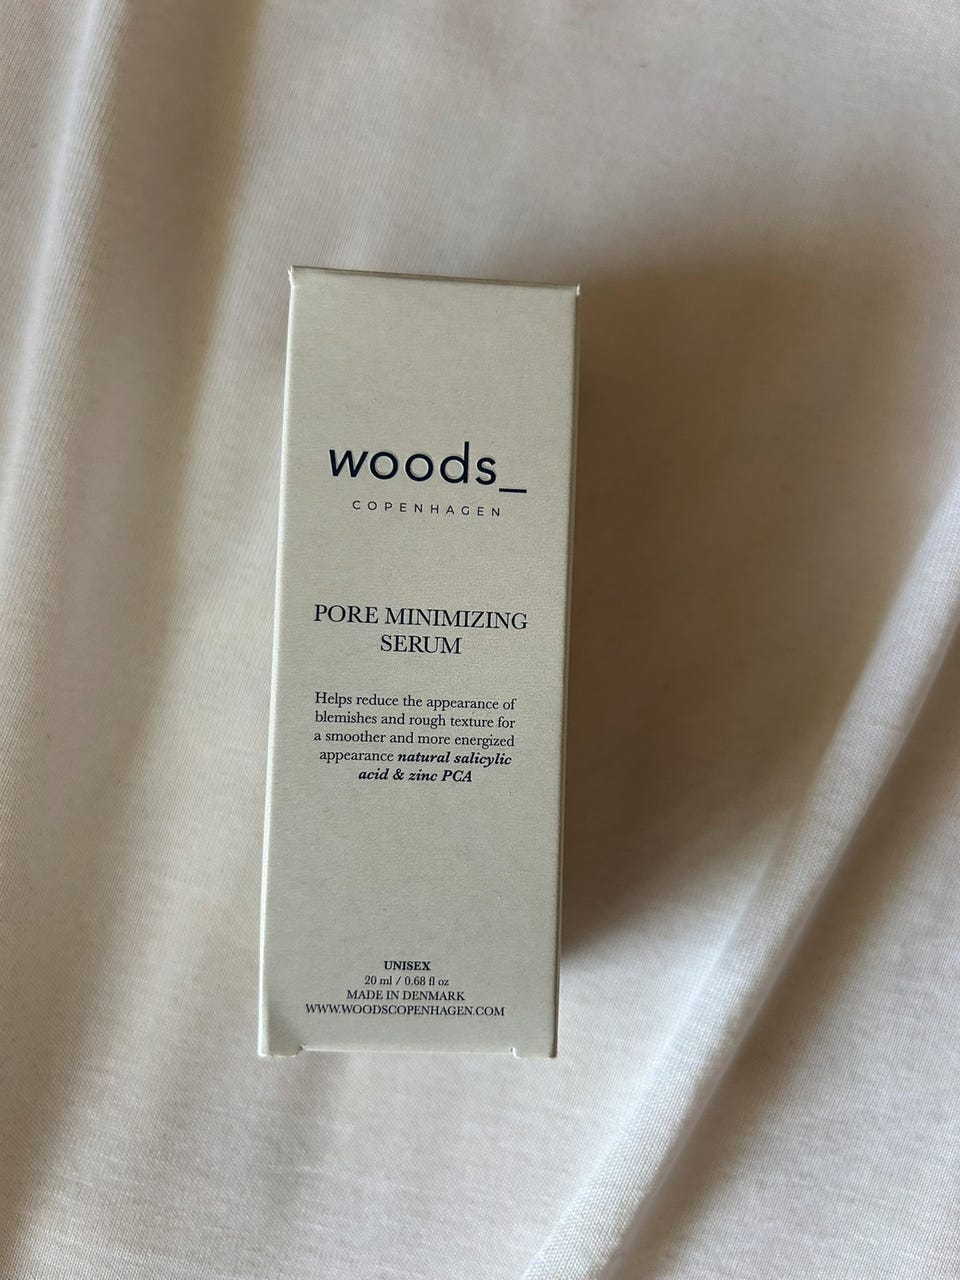 woods_
COPENHAGEN
PORE MINIMIZING
SERUM
Helps reduce the appearance of
blemishes and rough texture for
a smoother and more energized
appearance natural salicylic
acid & zinc PCA
UNISEX
20 ml / 0.68 fl oz
MADE IN DENMARK
WWW.WOODSCOPENHAGEN.COM